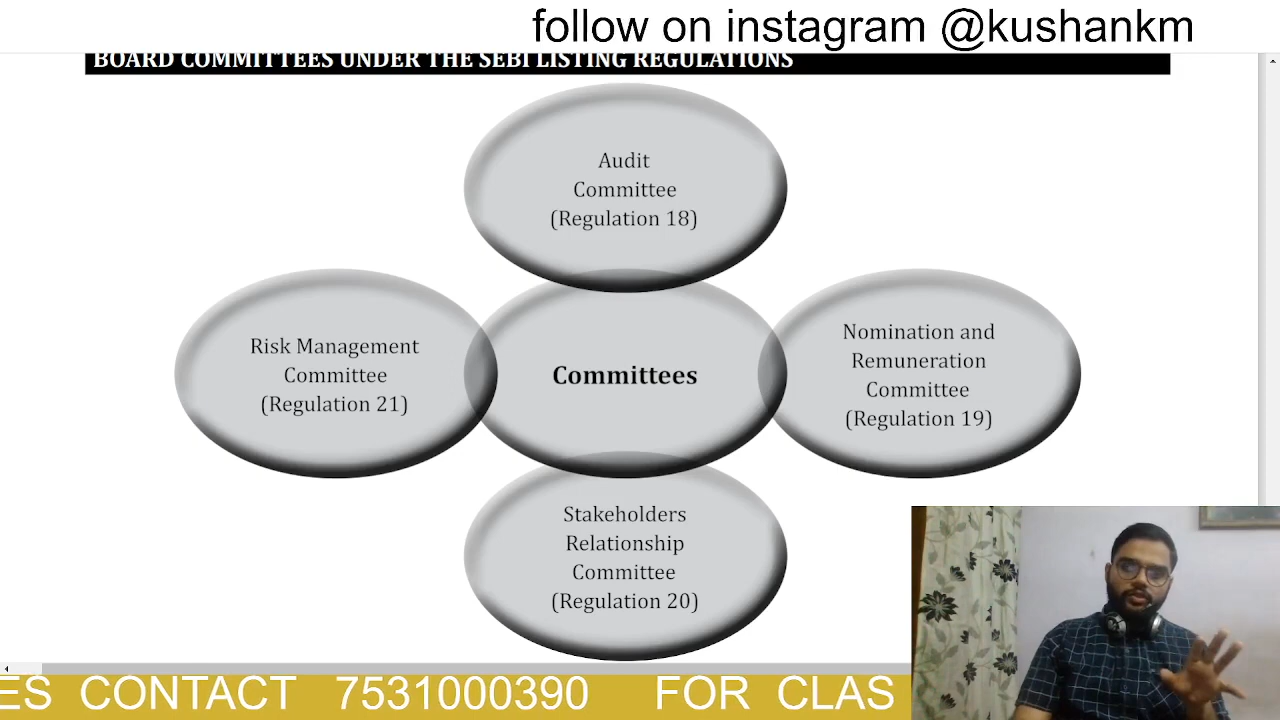 follow on instagram @kushankm
BOARD COMMITTEES UNDER THE SEBI LISTING REGULATIONS
Audit
Committee
(Regulation 18)
Risk Management
Committee
(Regulation 21)
Committees
Nomination and
Remuneration
Committee
(Regulation 19)
Stakeholders
Relationship
Committee
(Regulation 20)
ES CONTACT 7531000390 FOR CLAS